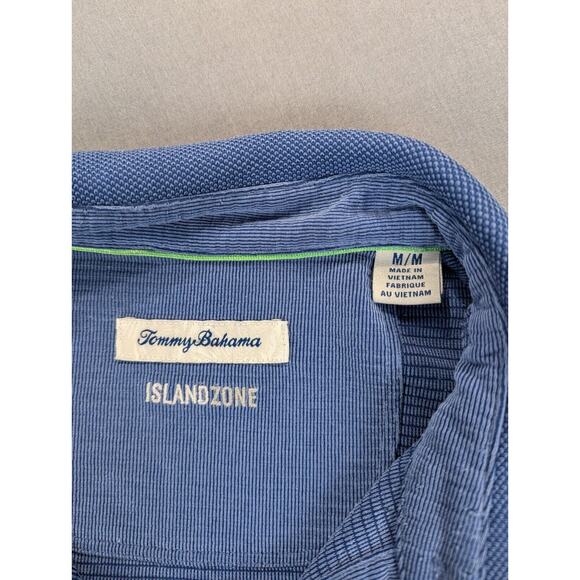 M/M
MADE IN
VIETNAM
FABRIQUE
AU VIETNAM
Tommy Bahama
ISLANDZONE